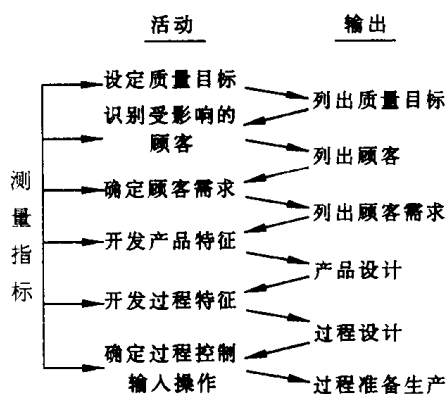 活动
输出
设定质量目标
列出质量目标
识别受影响的
顾客
列出顾客
确定顾客需求
列出顾客需求
开发产品特征
产品设计
开发过程特征
过程设计
确定过程控制
输入操作
过程准备生产
测量指标